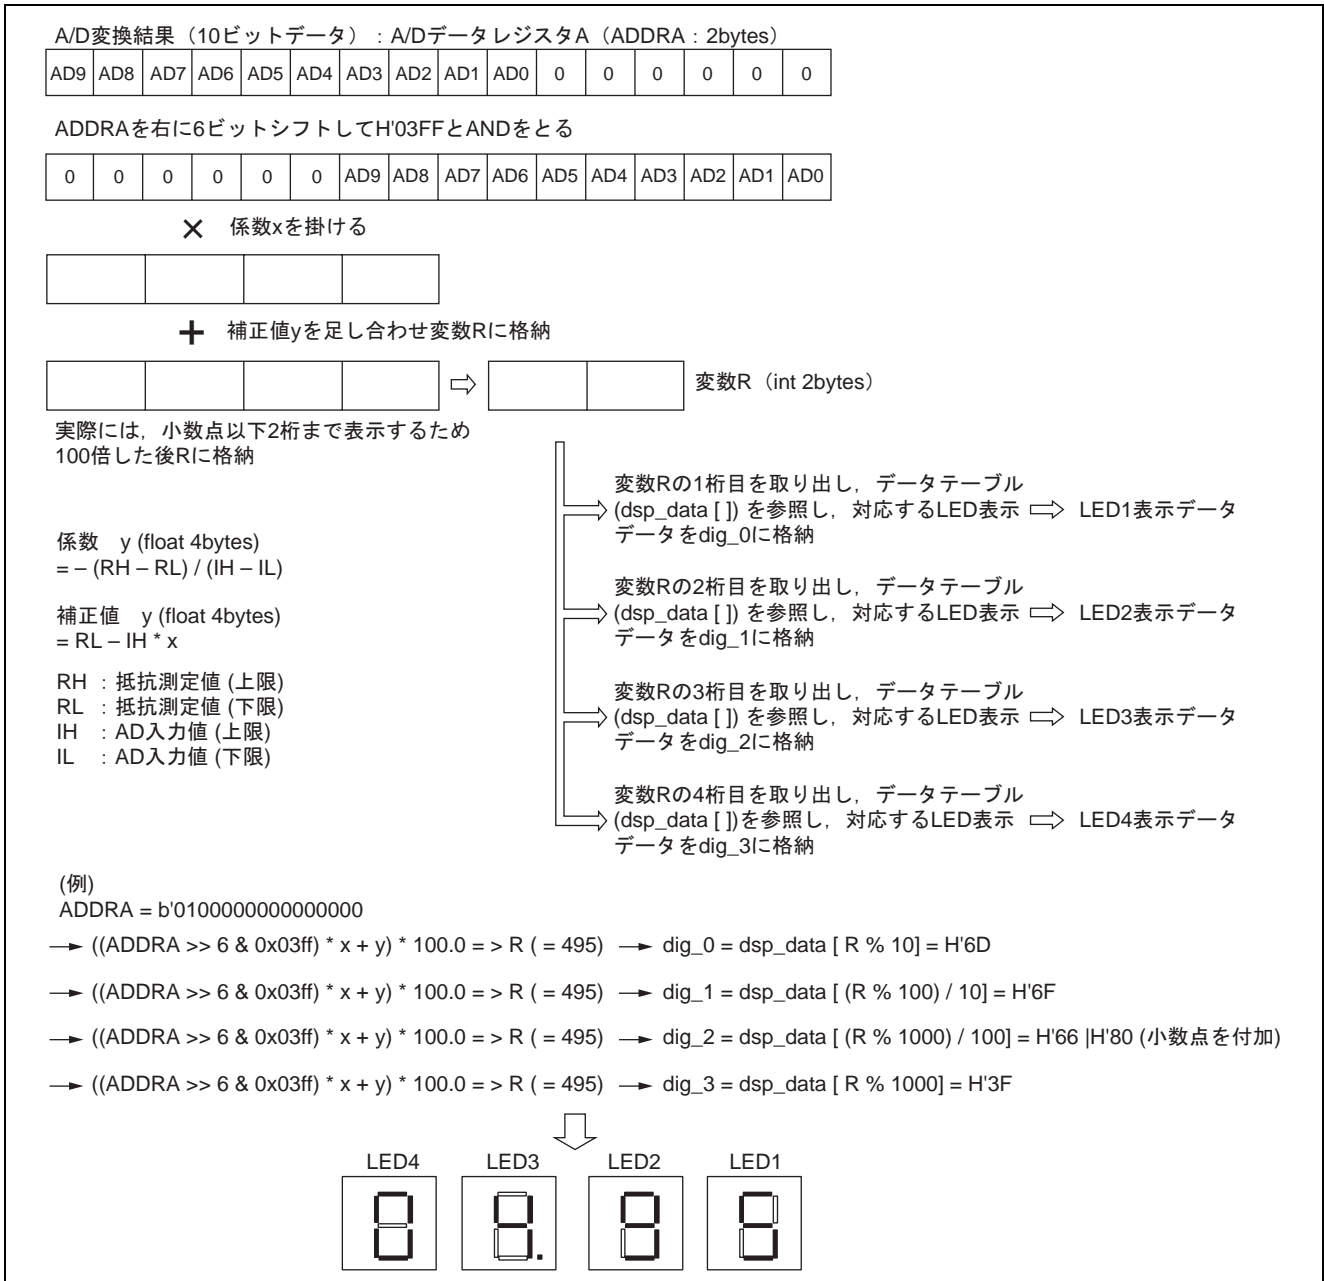 A/D変換結果（10ビットデータ）：A/DデータレジスタA（ADDRA：2bytes）
AD9 AD8 AD7 AD6 AD5 AD4 AD3 AD2 AD1 AD0 0 0 0 0 0 0
ADDRAを右に6ビットシフトしてH'03FFとANDをとる
0 0 0 0 0 0 AD9 AD8 AD7 AD6 AD5 AD4 AD3 AD2 AD1 AD0
× 係数xを掛ける
+ 補正値yを足し合わせ変数Rに格納
変数R（int 2bytes）
実際には，小数点以下2桁まで表示するため
100倍した後Rに格納
係数　y (float 4bytes)
= – (RH – RL) / (IH – IL)
補正値　y (float 4bytes)
= RL – IH * x
RH ：抵抗測定値 (上限)
RL ：抵抗測定値 (下限)
IH ：AD入力値 (上限)
IL ：AD入力値 (下限)
変数Rの1桁目を取り出し，データテーブル
(dsp_data [ ]) を参照し，対応するLED表示 ⇨ LED1表示データ
データをdig_0に格納
変数Rの2桁目を取り出し，データテーブル
(dsp_data [ ]) を参照し，対応するLED表示 ⇨ LED2表示データ
データをdig_1に格納
変数Rの3桁目を取り出し，データテーブル
(dsp_data [ ]) を参照し，対応するLED表示 ⇨ LED3表示データ
データをdig_2に格納
変数Rの4桁目を取り出し，データテーブル
(dsp_data [ ])を参照し，対応するLED表示 ⇨ LED4表示データ
データをdig_3に格納
(例)
ADDRA = b'0100000000000000
→ ((ADDRA >> 6 & 0x03ff) * x + y) * 100.0 = > R ( = 495) → dig_0 = dsp_data [ R % 10] = H'6D
→ ((ADDRA >> 6 & 0x03ff) * x + y) * 100.0 = > R ( = 495) → dig_1 = dsp_data [ (R % 100) / 10] = H'6F
→ ((ADDRA >> 6 & 0x03ff) * x + y) * 100.0 = > R ( = 495) → dig_2 = dsp_data [ (R % 1000) / 100] = H'66 |H'80 (小数点を付加)
→ ((ADDRA >> 6 & 0x03ff) * x + y) * 100.0 = > R ( = 495) → dig_3 = dsp_data [ R % 1000] = H'3F
LED4 LED3 LED2 LED1
0 4. 9 5